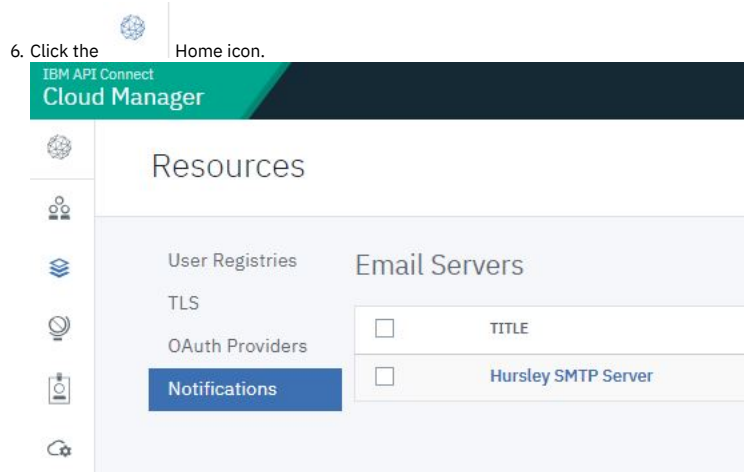 6. Click the Home icon.
IBM API Connect
Cloud Manager
Resources
User Registries
TLS
OAuth Providers
Notifications
Email Servers
TITLE
Hursley SMTP Server